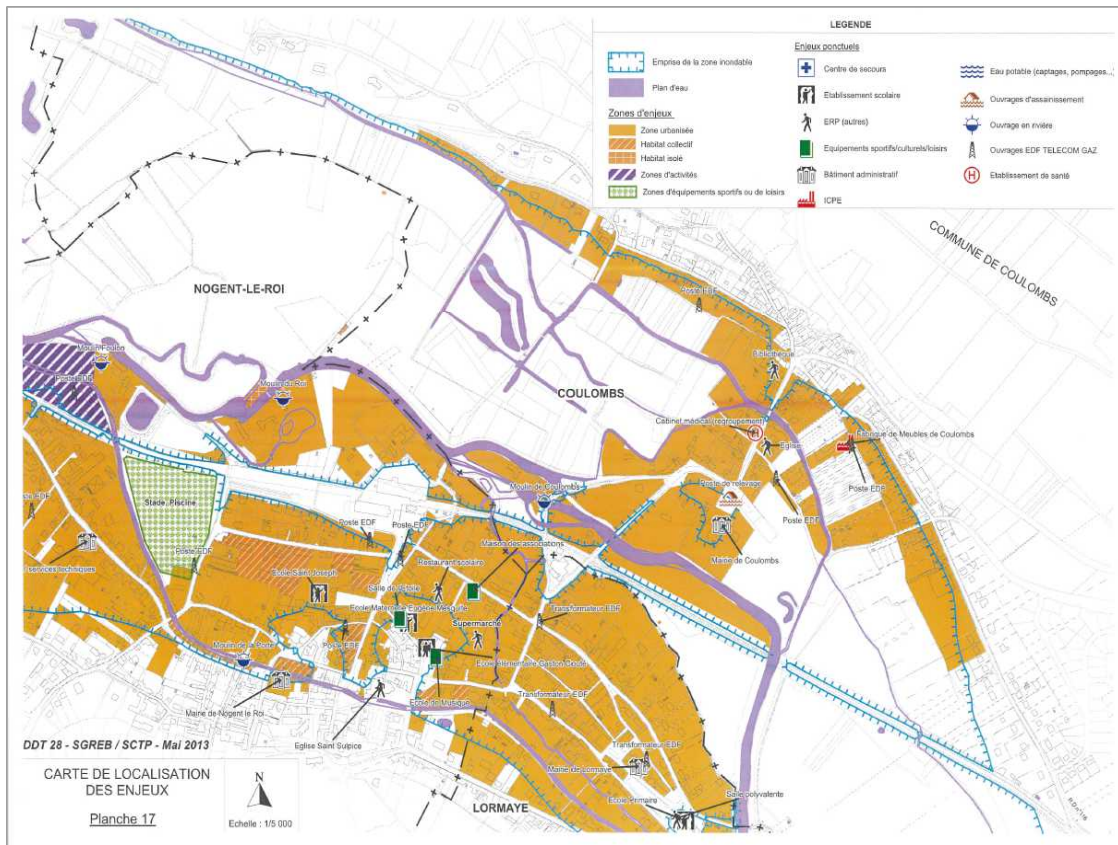 LEGENDE
Emprise de la zone inondable
Plan d'eau
Zones d'enjeux
Zone urbanisée
Habitat collectif
Habitat isolé
Zones d'activités
Zones d'équipements sportifs ou de loisirs
Enjeux ponctuels
Centre de secours
Etablissement scolaire
ERP (autres)
Equipements sportifs/culturels/loisirs
Bâtiment administratif
ICPE
Eau potable (captages, pompages...)
Ouvrages d'assainissement
Ouvrage en rivière
Ouvrages EDF TELECOM GAZ
Etablissement de santé
COMMUNE DE COULOMBS
NOGENT-LE-ROI
Poste EDF
Moulin Foulon
Poste EDF
Moulin du Roi
Bibliothèque
COULOMBS
Cabinet médical (regroupement)
Eglise
Fabrique de Meubles de Coulombs
Poste EDF
Poste de relevage
Moulin de Coulombs
Stade, Piscine
Poste EDF
Mairie de Coulombs
Poste EDF
Poste EDF
Maison des associations
services techniques
Poste EDF
Restaurant scolaire
Ecole Saint Joseph
Salle de l'étoile
Ecole Maternelle Eugène Mesquite
Transformateur EDF
Supermarché
Moulin de la Porte
Poste EDF
Ecole Elémentaire Gaston Couté
Transformateur EDF
Ecole de Musique
Mairie de Nogent le Roi
Eglise Saint Sulpice
Transformateur EDF
Mairie de Lormaye
DDT 28 - SGREB / SCTP - Mai 2013
CARTE DE LOCALISATION
DES ENJEUX
Planche 17
N
Echelle : 1/5 000
LORMAYE
Ecole Primaire
Salle polyvalente